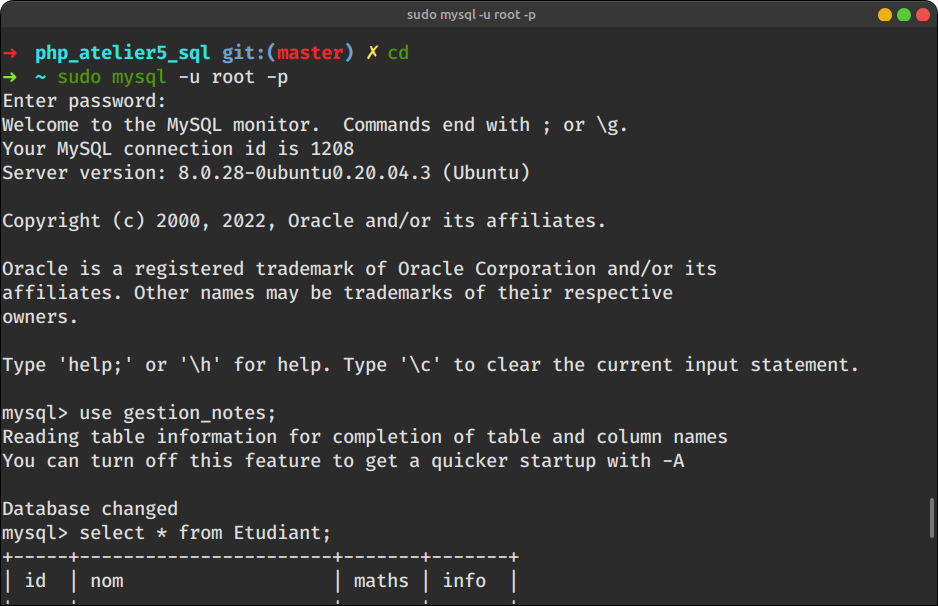 sudo mysql -u root -p
→ php_atelier5_sql git:(master) ✗ cd
→ ~ sudo mysql -u root -p
Enter password:
Welcome to the MySQL monitor.  Commands end with ; or \g.
Your MySQL connection id is 1208
Server version: 8.0.28-0ubuntu0.20.04.3 (Ubuntu)
Copyright (c) 2000, 2022, Oracle and/or its affiliates.
Oracle is a registered trademark of Oracle Corporation and/or its
affiliates. Other names may be trademarks of their respective
owners.
Type 'help;' or '\h' for help. Type '\c' to clear the current input statement.
mysql> use gestion_notes;
Reading table information for completion of table and column names
You can turn off this feature to get a quicker startup with -A
Database changed
mysql> select * from Etudiant;
+-----+-----------------------+-------+-------+
| id  | nom                   | maths | info  |